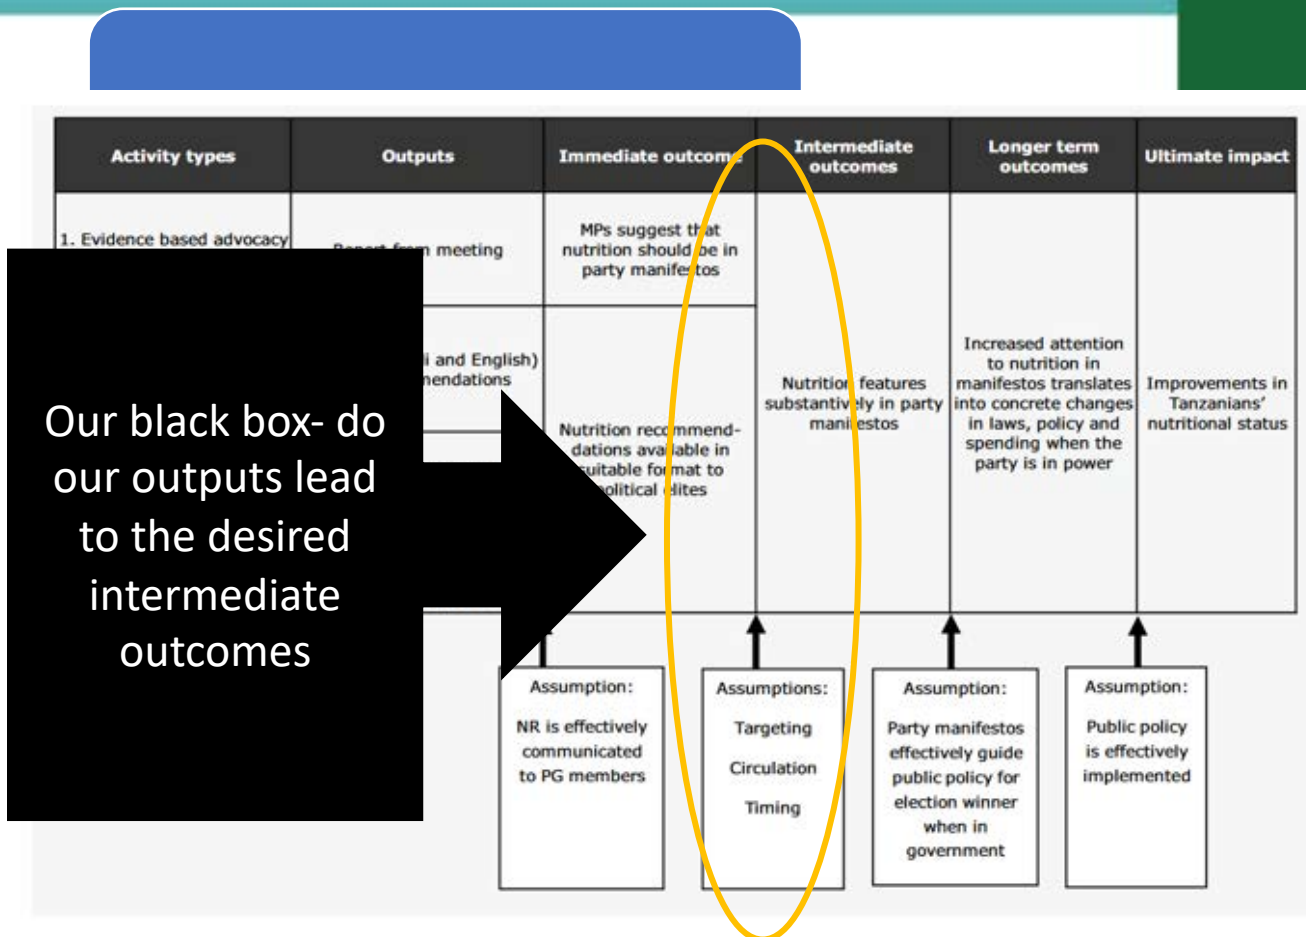 Activity types
Outputs
Immediate outcome
Intermediate
outcomes
Longer term
outcomes
Ultimate impact
1. Evidence based advocacy
Report from meeting
MPs suggest that
nutrition should be in
party manifestos
i and English)
Nutrition recommend-
dations available in
suitable format to
political elites
Nutrition features
substantively in party
manifestos
Increased attention
to nutrition in
manifestos translates
into concrete changes
in laws, policy and
spending when the
party is in power
Improvements in
Tanzanians’
nutritional status
Our black box- do
our outputs lead
to the desired
intermediate
outcomes
Assumption:
NR is effectively
communicated
to PG members
Assumptions:
Targeting
Circulation
Timing
Assumption:
Party manifestos
effectively guide
public policy for
election winner
when in
government
Assumption:
Public policy
is effectively
implemented